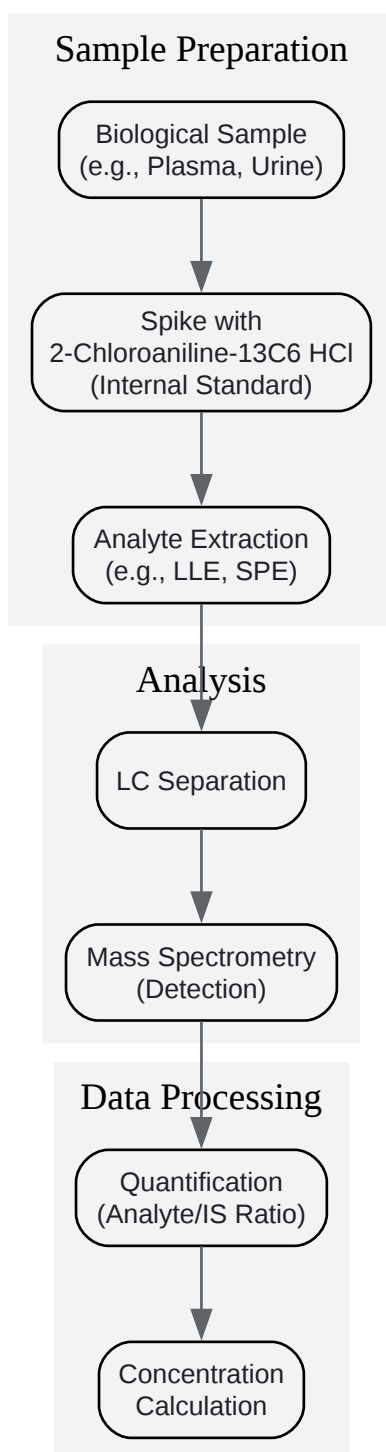 Sample Preparation
Biological Sample
(e.g., Plasma, Urine)
Spike with
2-Chloroaniline-13C6 HCl
(Internal Standard)
Analyte Extraction
(e.g., LLE, SPE)
Analysis
LC Separation
Mass Spectrometry
(Detection)
Data Processing
Quantification
(Analyte/IS Ratio)
Concentration
Calculation